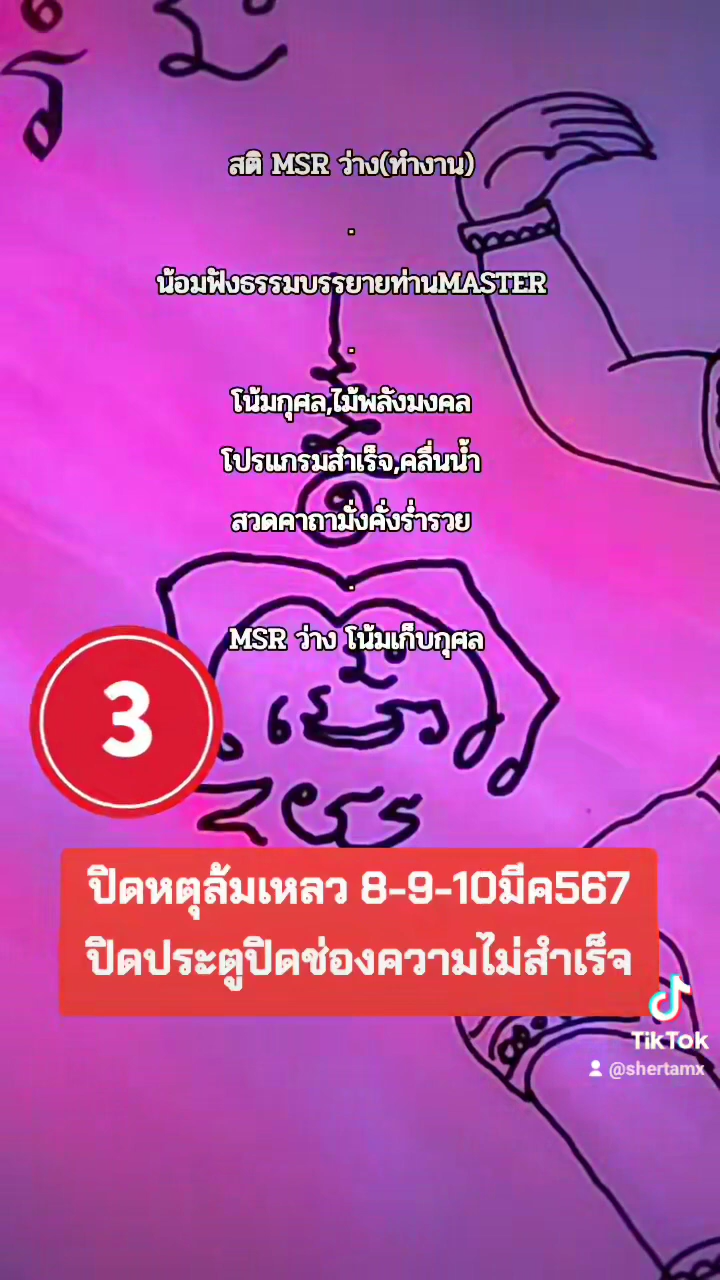 สติ MSR ว่าง(ทำงาน)
.
น้อมฟังธรรมบรรยายท่านMASTER
.
โน้มกุศล,ไม้พลังมงคล
โปรแกรมสำเร็จ,คลื่นน้ำ
สวดคาถามั่งคั่งร่ำรวย
.
MSR ว่าง โน้มเก็บกุศล
3
ปิดหตุล้มเหลว 8-9-10มีค567
ปิดประตูปิดช่องความไม่สำเร็จ
TikTok
@shertamx